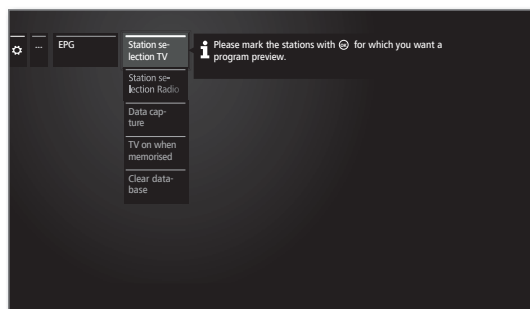 ... EPG Station se- Please mark the stations with OK for which you want a
lection TV program preview.
Station se-
lection Radio
Data cap-
ture
TV on when
memorised
Clear data-
base